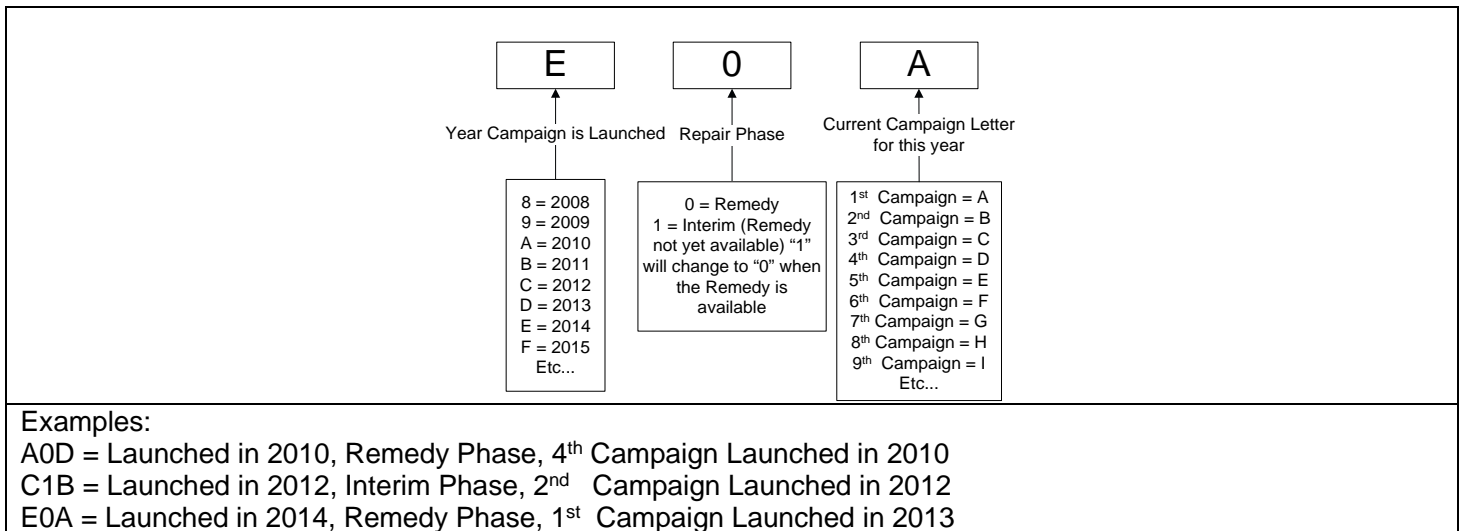 E
0
A
Year Campaign is Launched
Repair Phase
Current Campaign Letter
for this year
8 = 2008
9 = 2009
A = 2010
B = 2011
C = 2012
D = 2013
E = 2014
F = 2015
Etc...
0 = Remedy
1 = Interim (Remedy
not yet available) “1”
will change to “0” when
the Remedy is
available
1st Campaign = A
2nd Campaign = B
3rd Campaign = C
4th Campaign = D
5th Campaign = E
6th Campaign = F
7th Campaign = G
8th Campaign = H
9th Campaign = I
Etc...
Examples:
A0D = Launched in 2010, Remedy Phase, 4th Campaign Launched in 2010
C1B = Launched in 2012, Interim Phase, 2nd Campaign Launched in 2012
E0A = Launched in 2014, Remedy Phase, 1st Campaign Launched in 2013